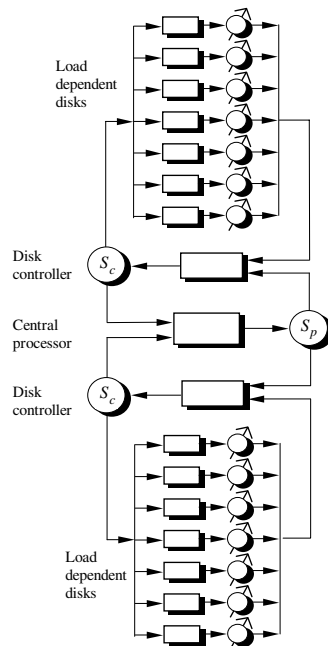 Load
dependent
disks
Disk
controller
S_c
Central
processor
S_p
Disk
controller
S_c
Load
dependent
disks